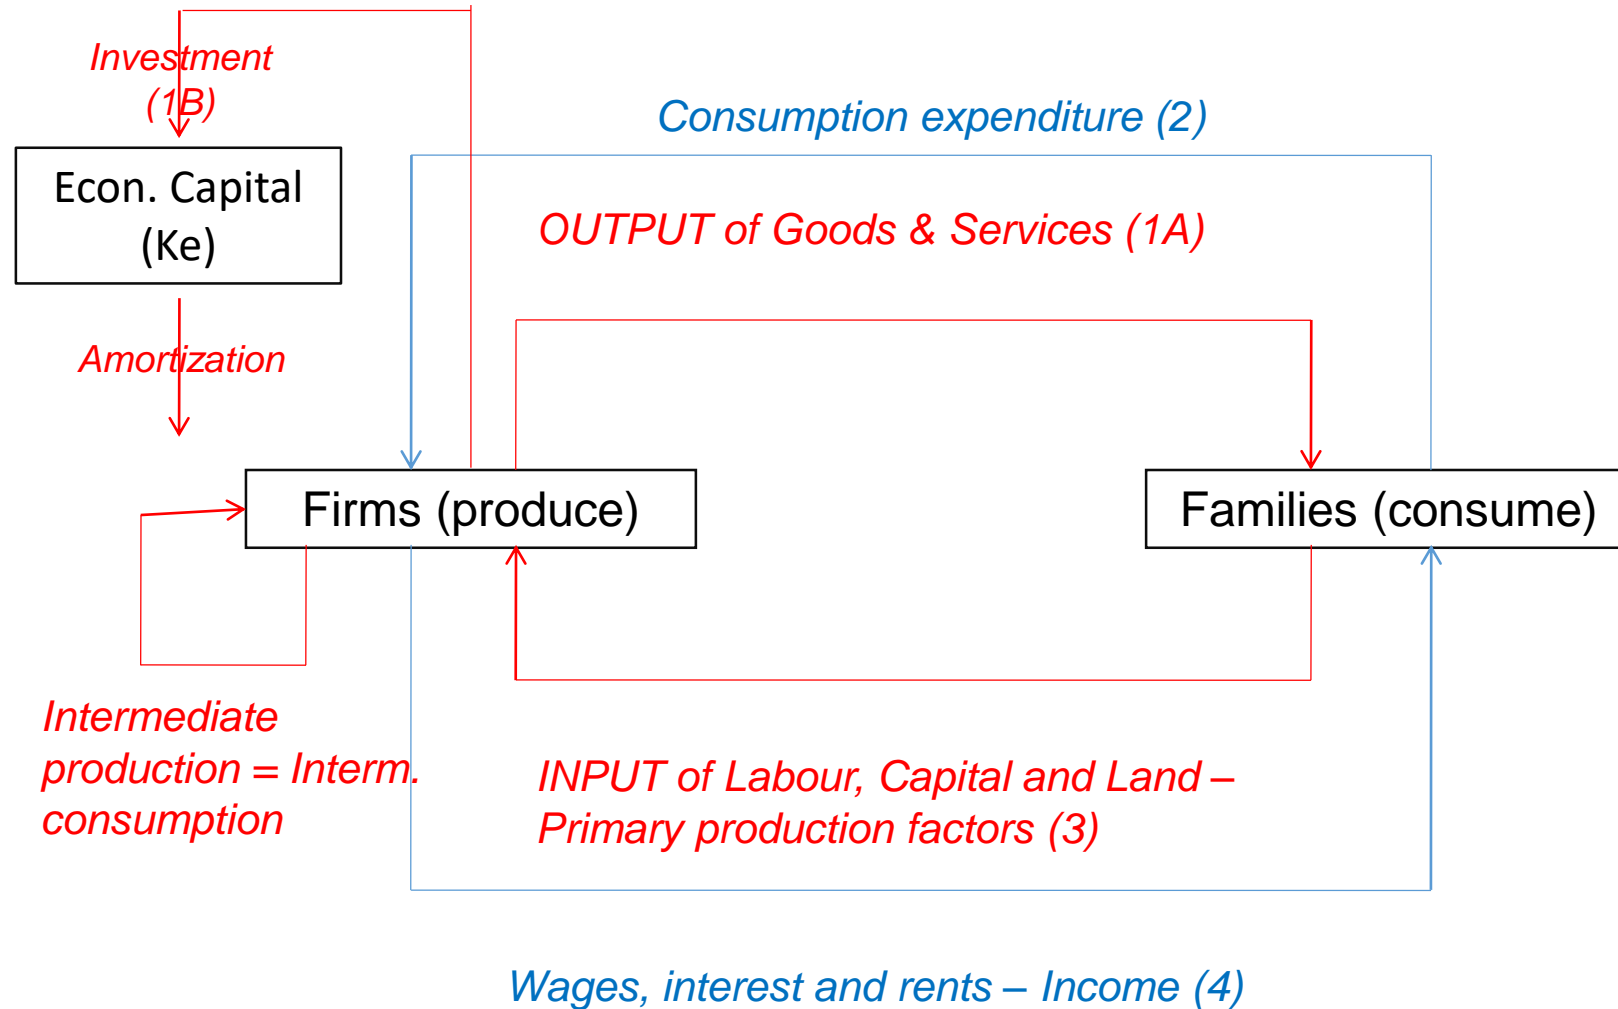 Investment
(1B)
Consumption expenditure (2)
Econ. Capital
(Ke)
OUTPUT of Goods & Services (1A)
Amortization
Firms (produce)
Families (consume)
Intermediate
production = Interm.
consumption
INPUT of Labour, Capital and Land –
Primary production factors (3)
Wages, interest and rents – Income (4)